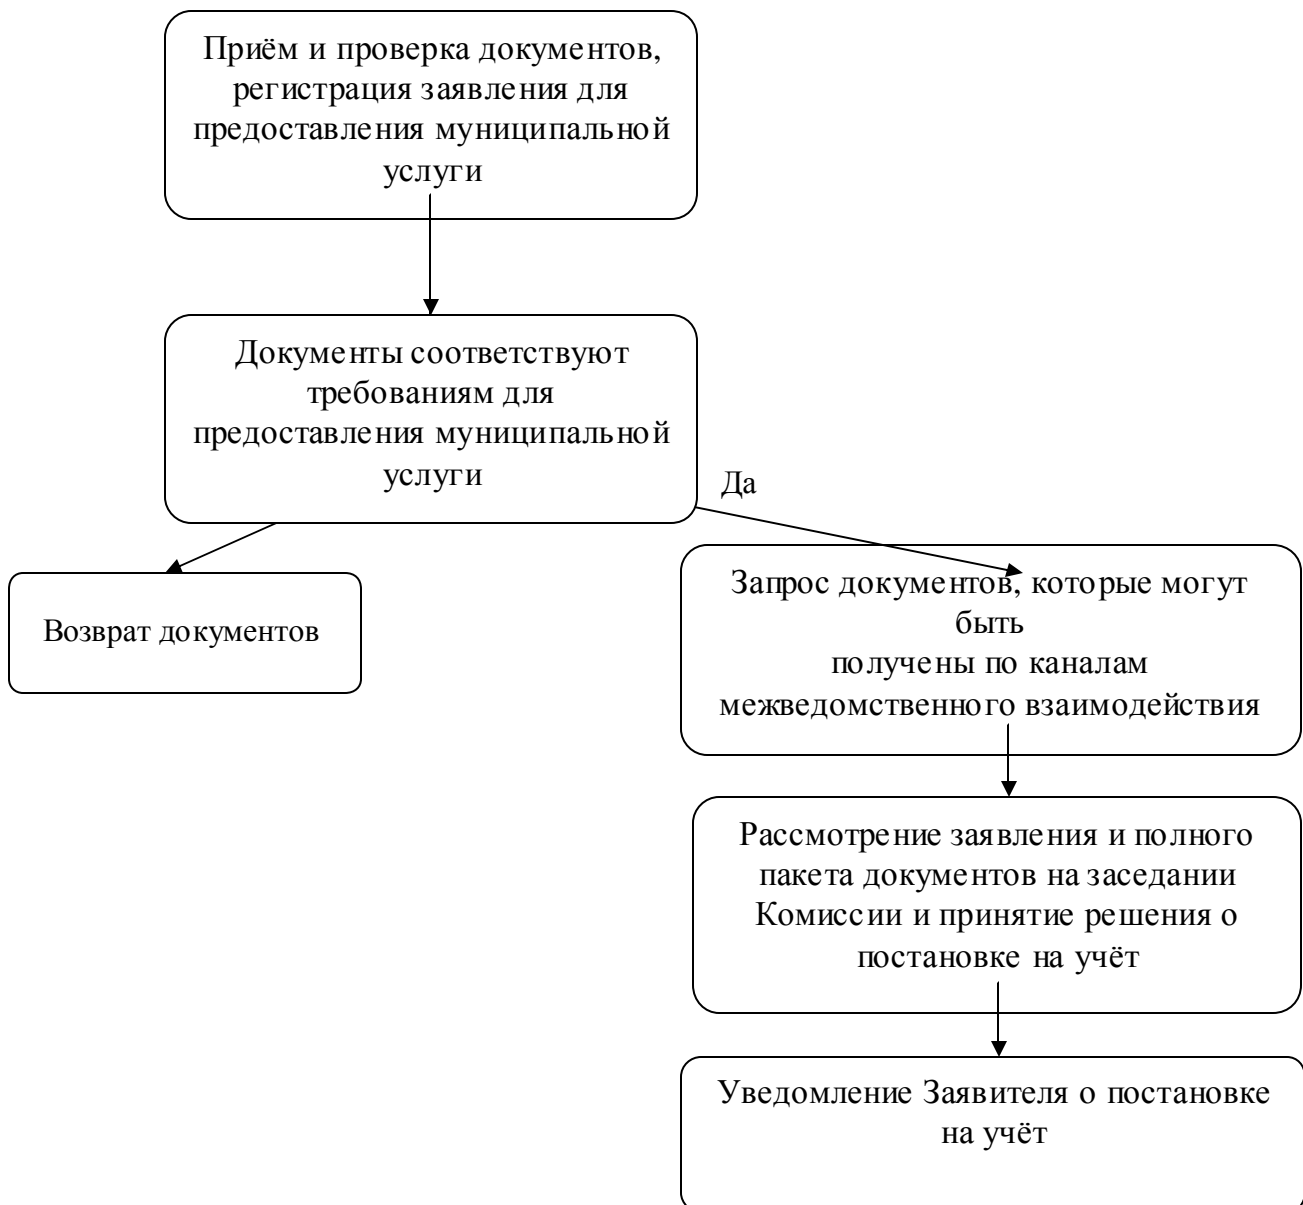 Приём и проверка документов,
регистрация заявления для
предоставления муниципальной
услуги
Документы соответствуют
требованиям для
предоставления муниципальной
услуги
Да
Возврат документов
Запрос документов, которые могут
быть
получены по каналам
межведомственного взаимодействия
Рассмотрение заявления и полного
пакета документов на заседании
Комиссии и принятие решения о
постановке на учёт
Уведомление Заявителя о постановке
на учёт